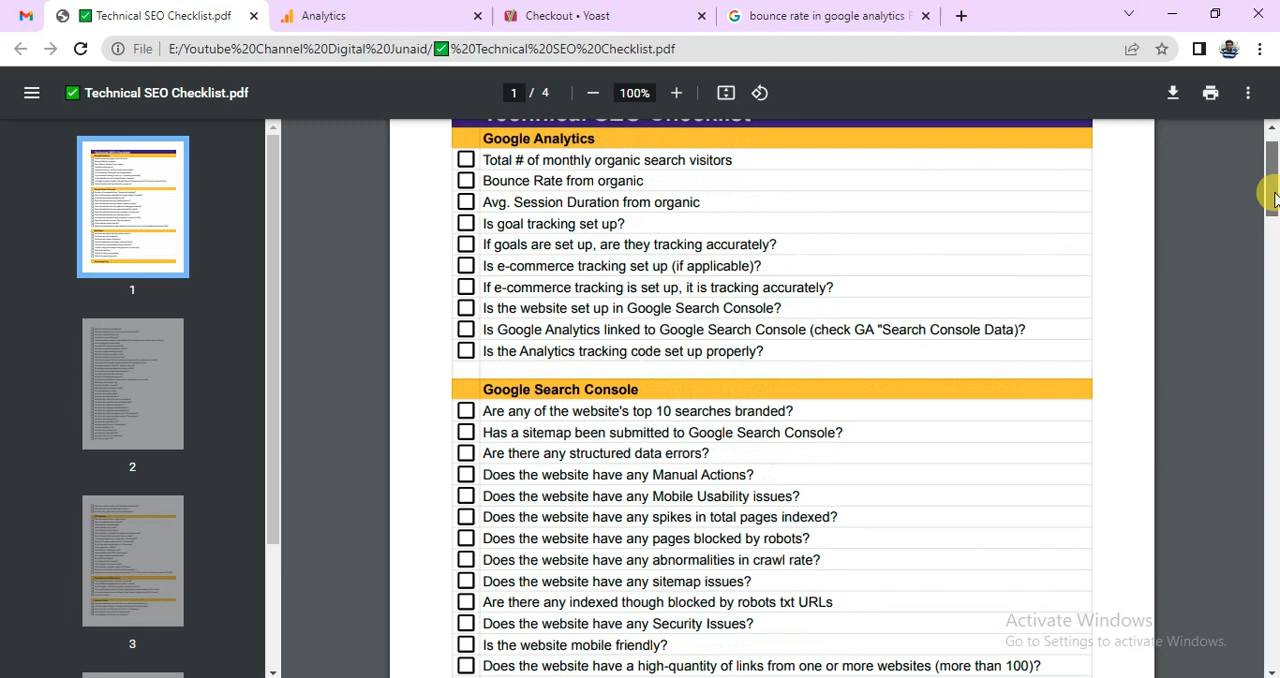 Technical SEO Checklist.pdf
Analytics
Checkout • Yoast
bounce rate in google analytics
File
E:/Youtube%20Channel%20Digital%20Junaid/✅%20Technical%20SEO%20Checklist.pdf
✅ Technical SEO Checklist.pdf
1 / 4
100%
Technical SEO Checklist
Google Analytics
Total # of monthly organic search visitors
Bounce Rate from organic
Avg. Session Duration from organic
Is goal tracking set up?
If goals are set up, are they tracking accurately?
Is e-commerce tracking set up (if applicable)?
If e-commerce tracking is set up, it is tracking accurately?
Is the website set up in Google Search Console?
Is Google Analytics linked to Google Search Console (check GA "Search Console Data)?
Is the Analytics tracking code set up properly?
Google Search Console
Are any of the website's top 10 searches branded?
Has a sitemap been submitted to Google Search Console?
Are there any structured data errors?
Does the website have any Manual Actions?
Does the website have any Mobile Usability issues?
Does the website have any spikes in total pages indexed?
Does the website have any pages blocked by robots?
Does the website have any abnormalities in crawl rate?
Does the website have any sitemap issues?
Are there any indexed though blocked by robots txt URLs
Does the website have any Security Issues?
Is the website mobile friendly?
Does the website have a high-quantity of links from one or more websites (more than 100)?
1
2
3
Activate Windows
Go to Settings to activate Windows.